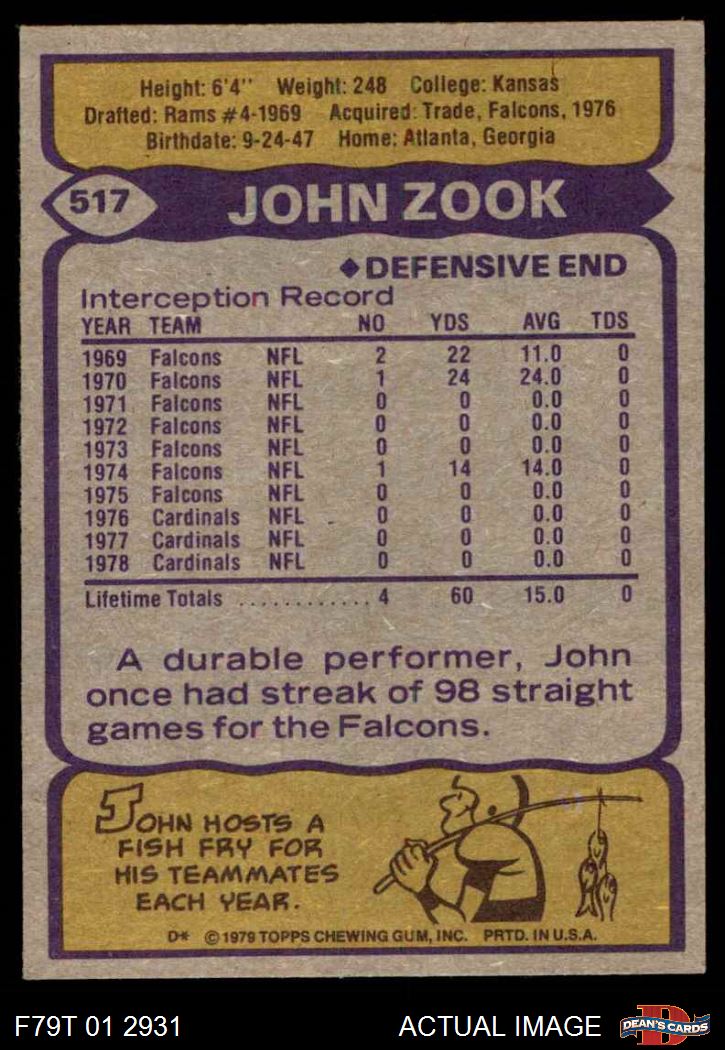 Height: 6'4'' Weight: 248 College: Kansas
Drafted: Rams #4-1969 Acquired: Trade, Falcons, 1976
Birthdate: 9-24-47 Home: Atlanta, Georgia
517 JOHN ZOOK
◆DEFENSIVE END
Interception Record
YEAR TEAM NO YDS AVG TDS
1969 Falcons NFL 2 22 11.0 0
1970 Falcons NFL 1 24 24.0 0
1971 Falcons NFL 0 0 0.0 0
1972 Falcons NFL 0 0 0.0 0
1973 Falcons NFL 0 0 0.0 0
1974 Falcons NFL 1 14 14.0 0
1975 Falcons NFL 0 0 0.0 0
1976 Cardinals NFL 0 0 0.0 0
1977 Cardinals NFL 0 0 0.0 0
1978 Cardinals NFL 0 0 0.0 0
Lifetime Totals ............. 4 60 15.0 0
A durable performer, John
once had streak of 98 straight
games for the Falcons.
JOHN HOSTS A
FISH FRY FOR
HIS TEAMMATES
EACH YEAR.
D* © 1979 TOPPS CHEWING GUM, INC. PRTD. IN U.S.A.
F79T 01 2931 ACTUAL IMAGE D DEAN'S CARDS